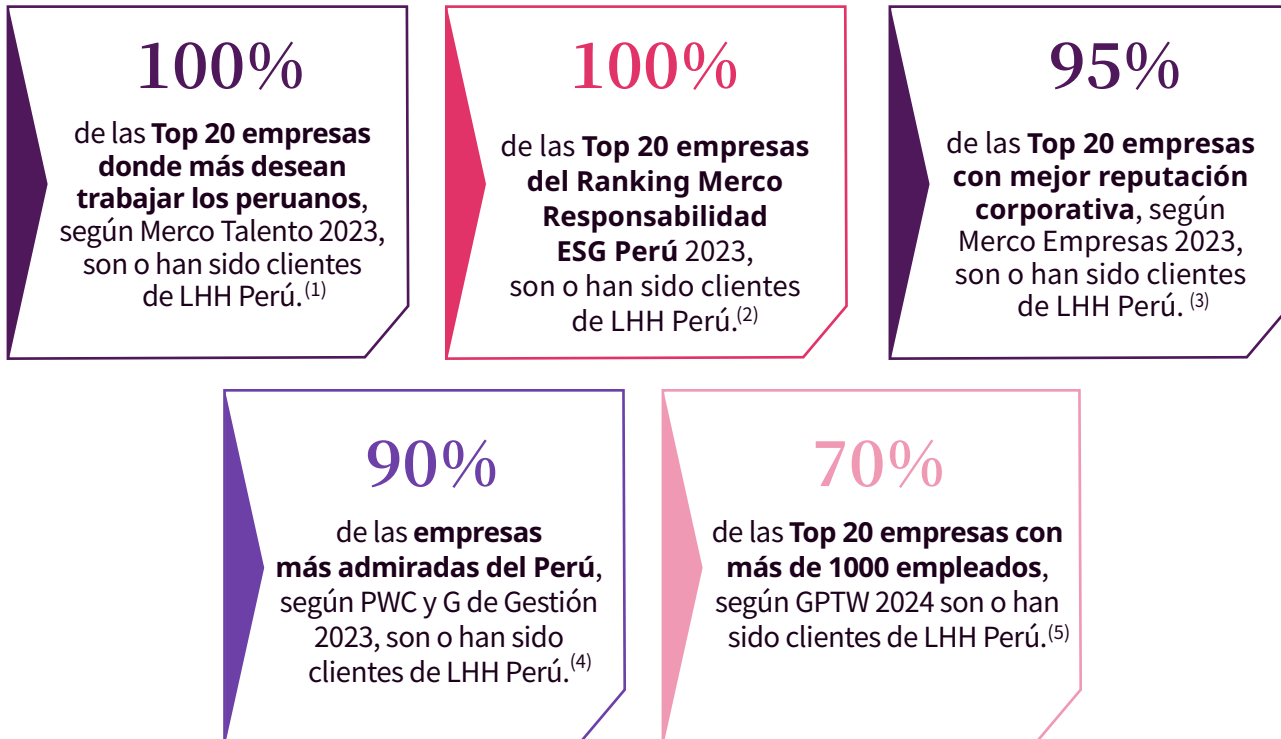 100%
de las Top 20 empresas
donde más desean
trabajar los peruanos,
según Merco Talento 2023,
son o han sido clientes
de LHH Perú.(1)
100%
de las Top 20 empresas
del Ranking Merco
Responsabilidad
ESG Perú 2023,
son o han sido clientes
de LHH Perú.(2)
95%
de las Top 20 empresas
con mejor reputación
corporativa, según
Merco Empresas 2023,
son o han sido clientes
de LHH Perú. (3)
90%
de las empresas
más admiradas del Perú,
según PWC y G de Gestión
2023, son o han sido
clientes de LHH Perú.(4)
70%
de las Top 20 empresas con
más de 1000 empleados,
según GPTW 2024 son o han
sido clientes de LHH Perú.(5)